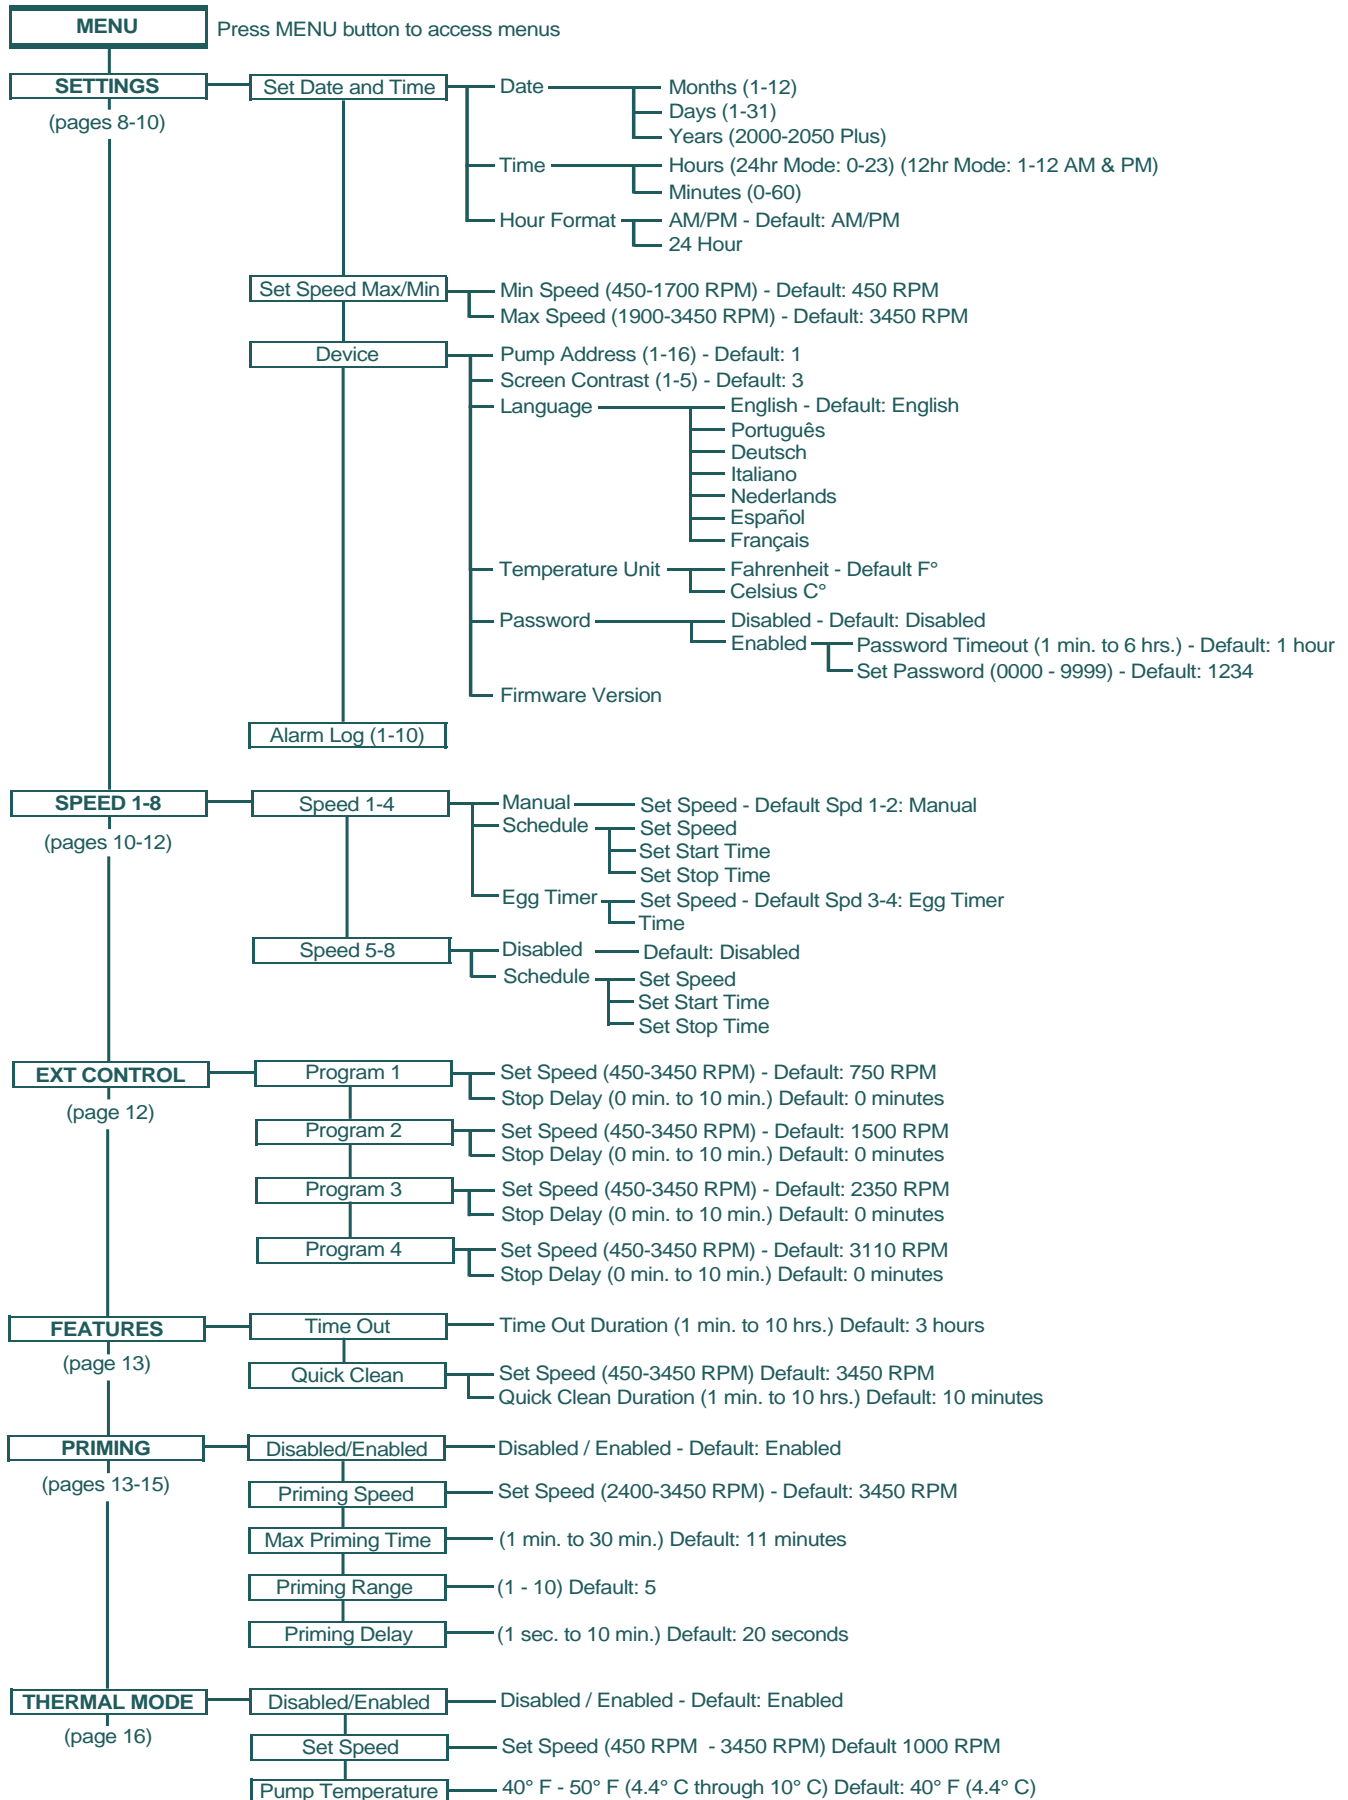 MENU
Press MENU button to access menus
SETTINGS
(pages 8-10)
Set Date and Time
Date
Months (1-12)
Days (1-31)
Years (2000-2050 Plus)
Time
Hours (24hr Mode: 0-23) (12hr Mode: 1-12 AM & PM)
Minutes (0-60)
Hour Format
AM/PM - Default: AM/PM
24 Hour
Set Speed Max/Min
Min Speed (450-1700 RPM) - Default: 450 RPM
Max Speed (1900-3450 RPM) - Default: 3450 RPM
Device
Pump Address (1-16) - Default: 1
Screen Contrast (1-5) - Default: 3
Language
English - Default: English
Português
Deutsch
Italiano
Nederlands
Español
Français
Temperature Unit
Fahrenheit - Default F°
Celsius C°
Password
Disabled - Default: Disabled
Enabled
Password Timeout (1 min. to 6 hrs.) - Default: 1 hour
Set Password (0000 - 9999) - Default: 1234
Firmware Version
Alarm Log (1-10)
SPEED 1-8
(pages 10-12)
Speed 1-4
Manual
Set Speed - Default Spd 1-2: Manual
Schedule
Set Speed
Set Start Time
Set Stop Time
Egg Timer
Set Speed - Default Spd 3-4: Egg Timer
Time
Speed 5-8
Disabled
Default: Disabled
Schedule
Set Speed
Set Start Time
Set Stop Time
EXT CONTROL
(page 12)
Program 1
Set Speed (450-3450 RPM) - Default: 750 RPM
Stop Delay (0 min. to 10 min.) Default: 0 minutes
Program 2
Set Speed (450-3450 RPM) - Default: 1500 RPM
Stop Delay (0 min. to 10 min.) Default: 0 minutes
Program 3
Set Speed (450-3450 RPM) - Default: 2350 RPM
Stop Delay (0 min. to 10 min.) Default: 0 minutes
Program 4
Set Speed (450-3450 RPM) - Default: 3110 RPM
Stop Delay (0 min. to 10 min.) Default: 0 minutes
FEATURES
(page 13)
Time Out
Time Out Duration (1 min. to 10 hrs.) Default: 3 hours
Quick Clean
Set Speed (450-3450 RPM) Default: 3450 RPM
Quick Clean Duration (1 min. to 10 hrs.) Default: 10 minutes
PRIMING
(pages 13-15)
Disabled/Enabled
Disabled / Enabled - Default: Enabled
Priming Speed
Set Speed (2400-3450 RPM) - Default: 3450 RPM
Max Priming Time
(1 min. to 30 min.) Default: 11 minutes
Priming Range
(1 - 10) Default: 5
Priming Delay
(1 sec. to 10 min.) Default: 20 seconds
THERMAL MODE
(page 16)
Disabled/Enabled
Disabled / Enabled - Default: Enabled
Set Speed
Set Speed (450 RPM - 3450 RPM) Default 1000 RPM
Pump Temperature
40° F - 50° F (4.4° C through 10° C) Default: 40° F (4.4° C)